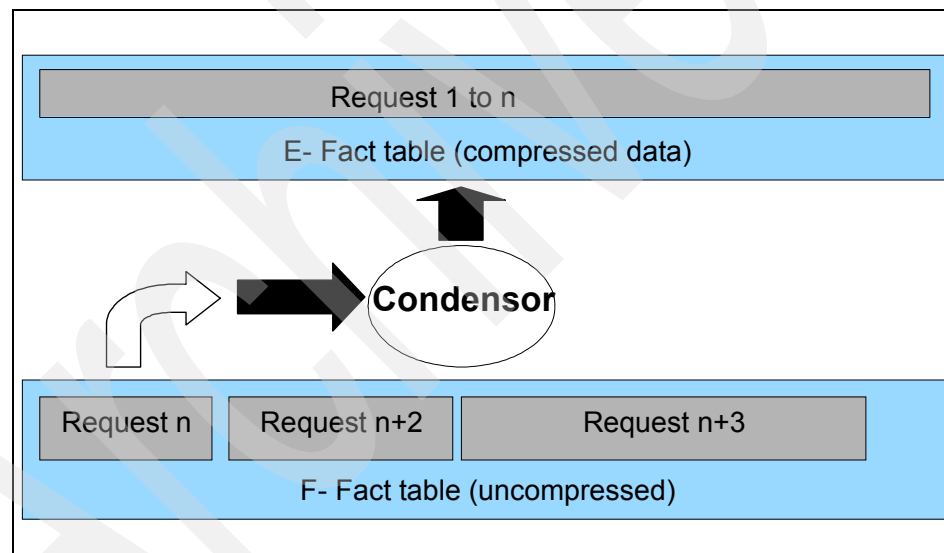 Request 1 to n
E- Fact table (compressed data)
Condensor
Request n
Request n+2
Request n+3
F- Fact table (uncompressed)